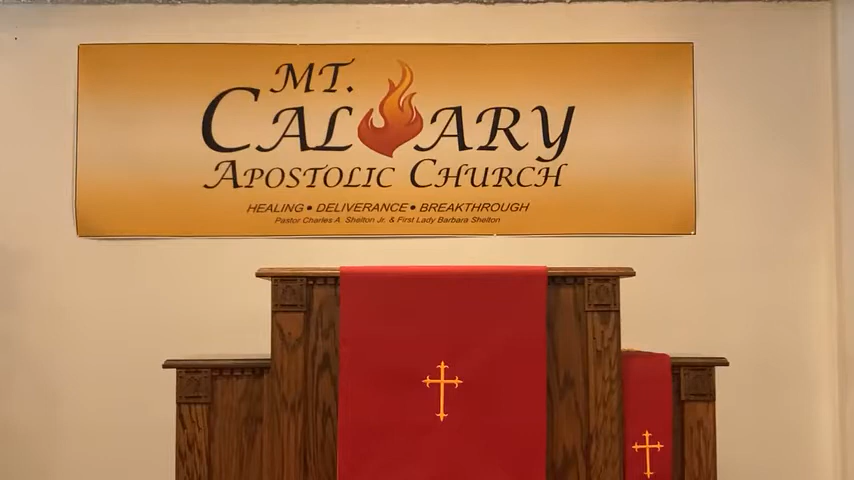 MT.
CALVARY
APOSTOLIC CHURCH
HEALING • DELIVERANCE • BREAKTHROUGH
Pastor Charles A. Shelton Jr. & First Lady Barbara Shelton